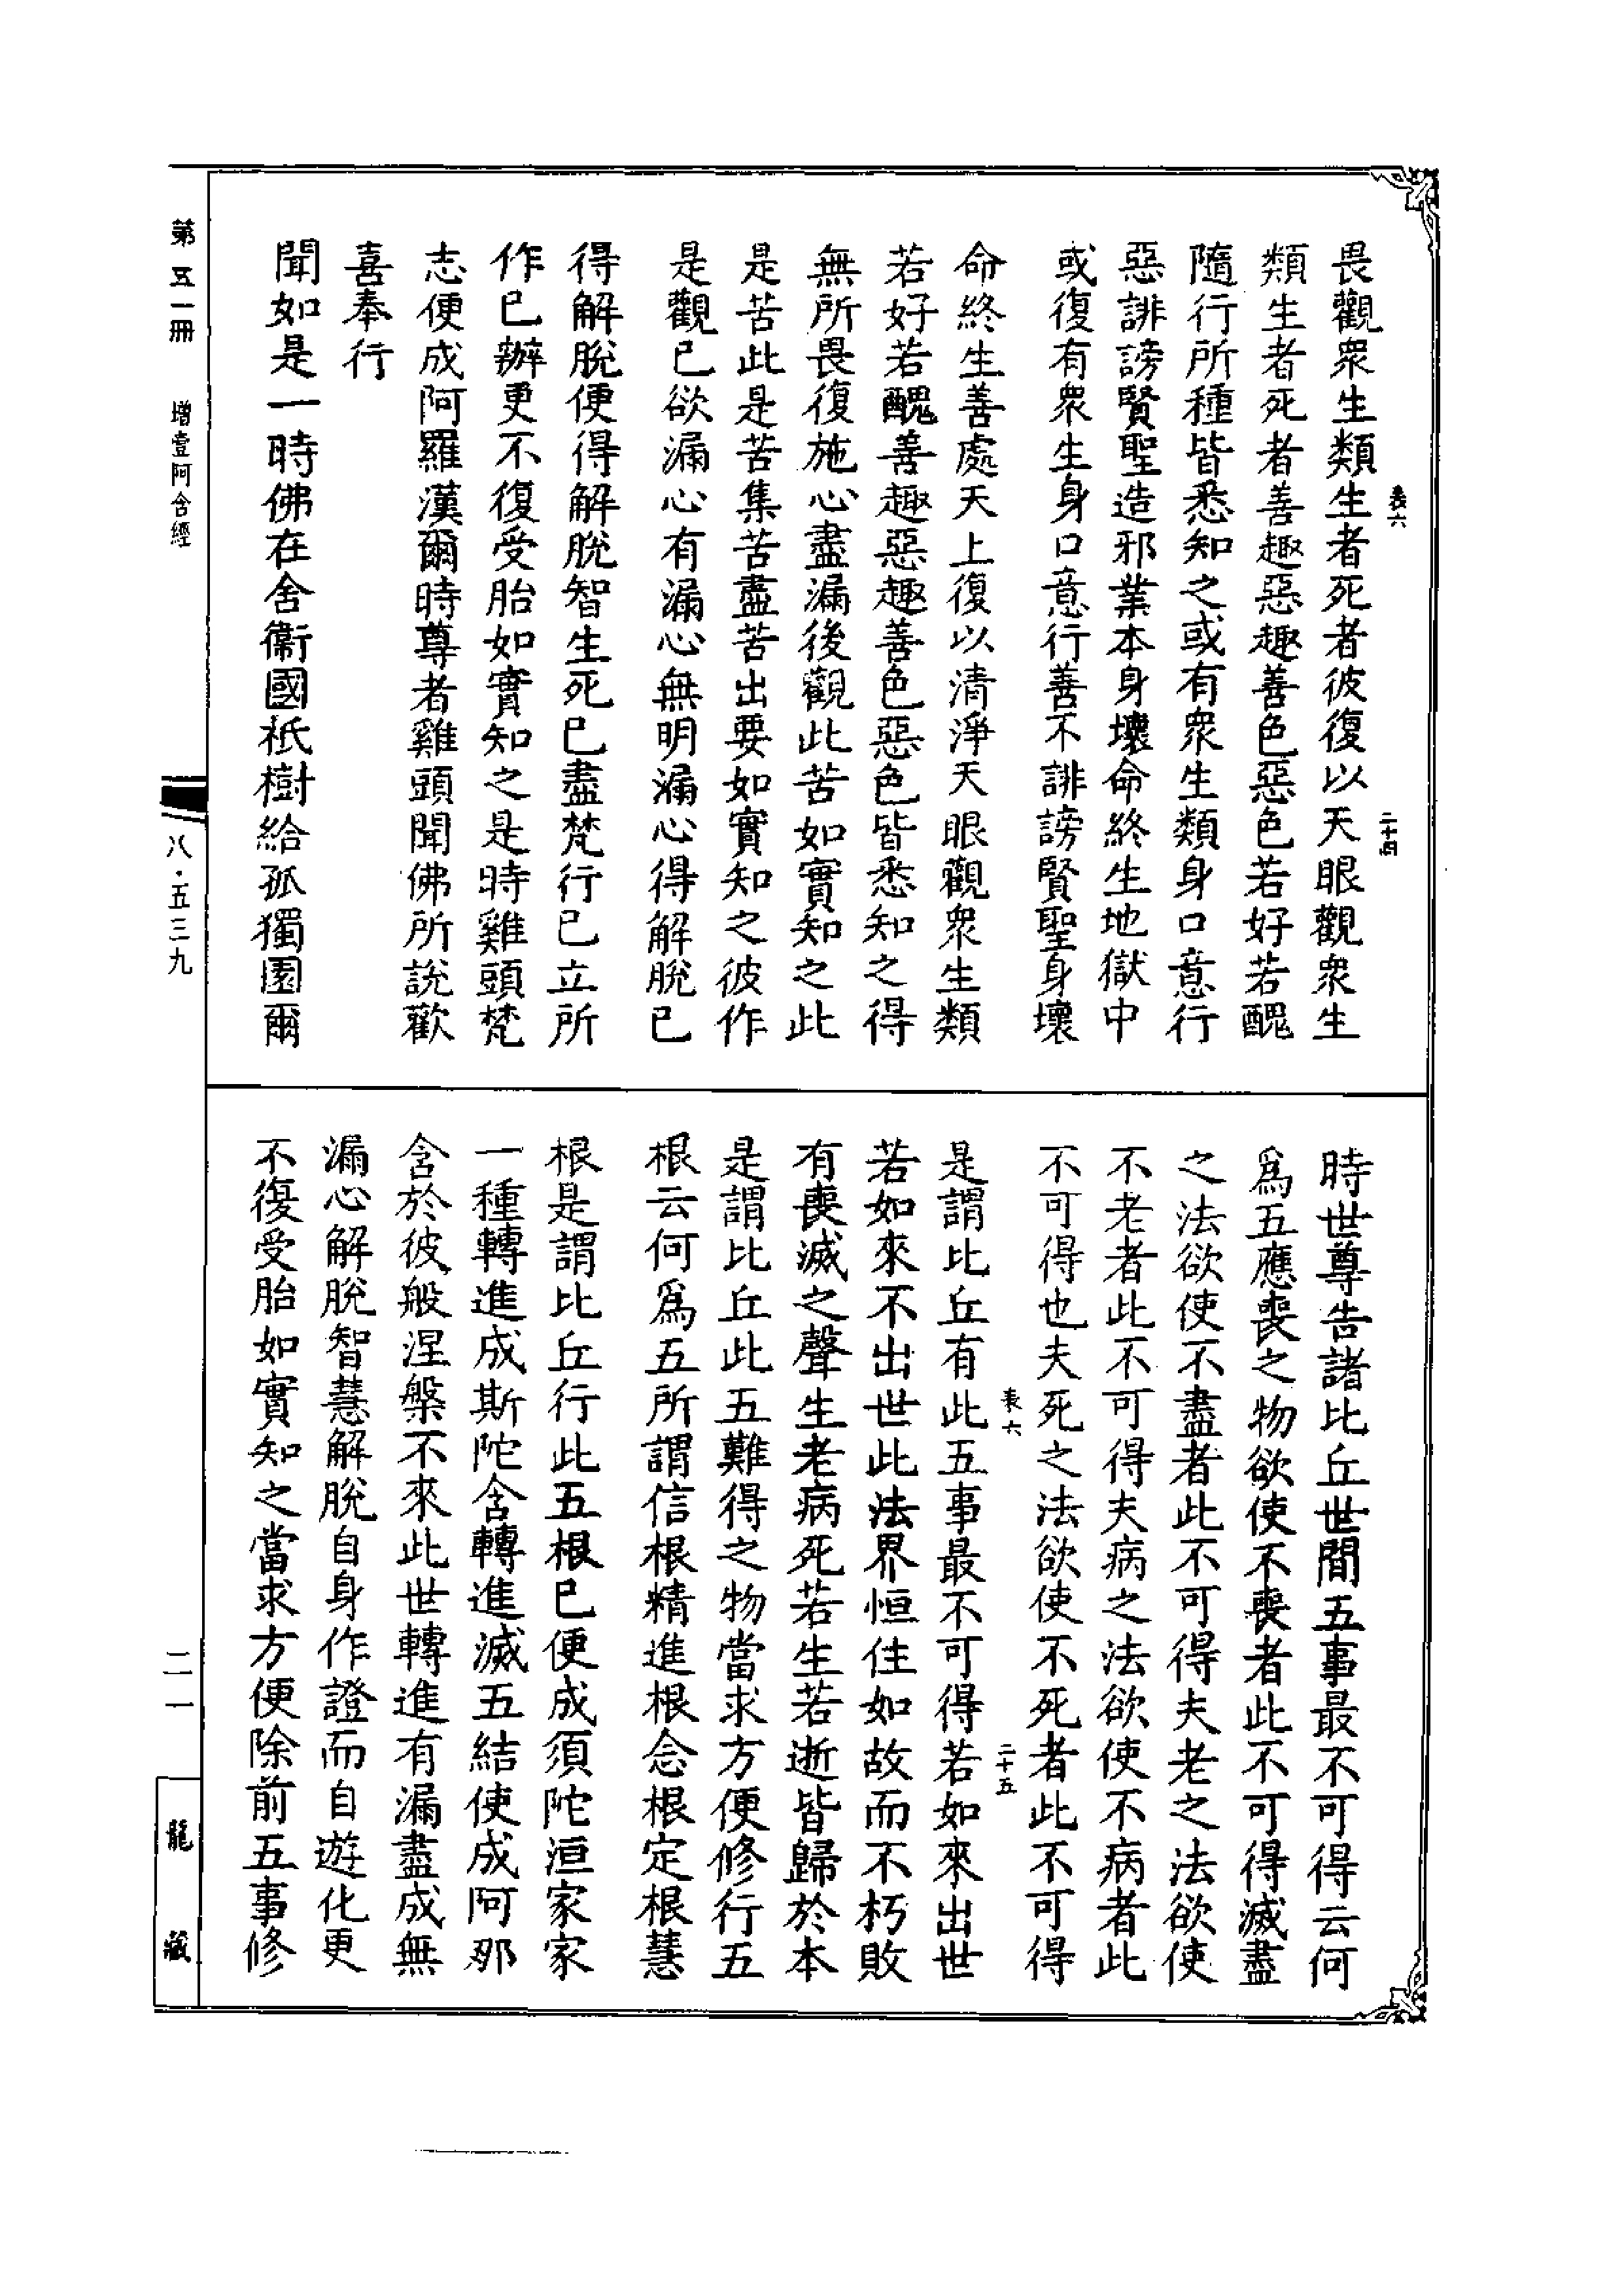 畏觀衆生類生者死者彼復以天眼觀衆生
類生者死者善趣惡趣善色惡色若好若醜
隨行所種皆悉知之或有衆生類身口意行
惡誹謗賢聖造邪業本身壞命終生地獄中
或復有衆生身口意行善不誹謗賢聖身壞
命終生善處天上復以清淨天眼觀衆生類
若好若醜善趣惡趣善色惡色皆悉知之得
無所畏復施心盡漏後觀此苦如實知之此
是苦此是苦集苦盡苦出要如實知之彼作
是觀已欲漏心有漏心無明漏心得解脫已
得解脫便得解脫智生死已盡梵行已立所
作已辦更不復受胎如實知之是時雞頭梵
志便成阿羅漢爾時尊者雞頭聞佛所說歡
喜奉行
聞如是一時佛在舍衞國祇樹給孤獨園爾
時世尊告諸比丘世間五事最不可得云何
爲五應喪之物欲使不喪者此不可得滅盡
之法欲使不盡者此不可得夫老之法欲使
不老者此不可得夫病之法欲使不病者此
不可得也夫死之法欲使不死者此不可得
是謂比丘有此五事最不可得若如來出世
若如來不出世此法界恒住如故而不朽敗
有喪滅之聲生老病死若生若逝皆歸於本
是謂比丘此五難得之物當求方便修行五
根云何爲五所謂信根精進根念根定根慧
根是謂比丘行此五根已便成須陀洹家家
一種轉進成斯陀含轉進滅五結使成阿那
含於彼般涅槃不來此世轉進有漏盡成無
漏心解脫智慧解脫自身作證而自遊化更
不復受胎如實知之當求方便除前五事修
表六
二十四
表六
二十五
第五一冊
增壹阿含經
八·五三九
二一
龍藏